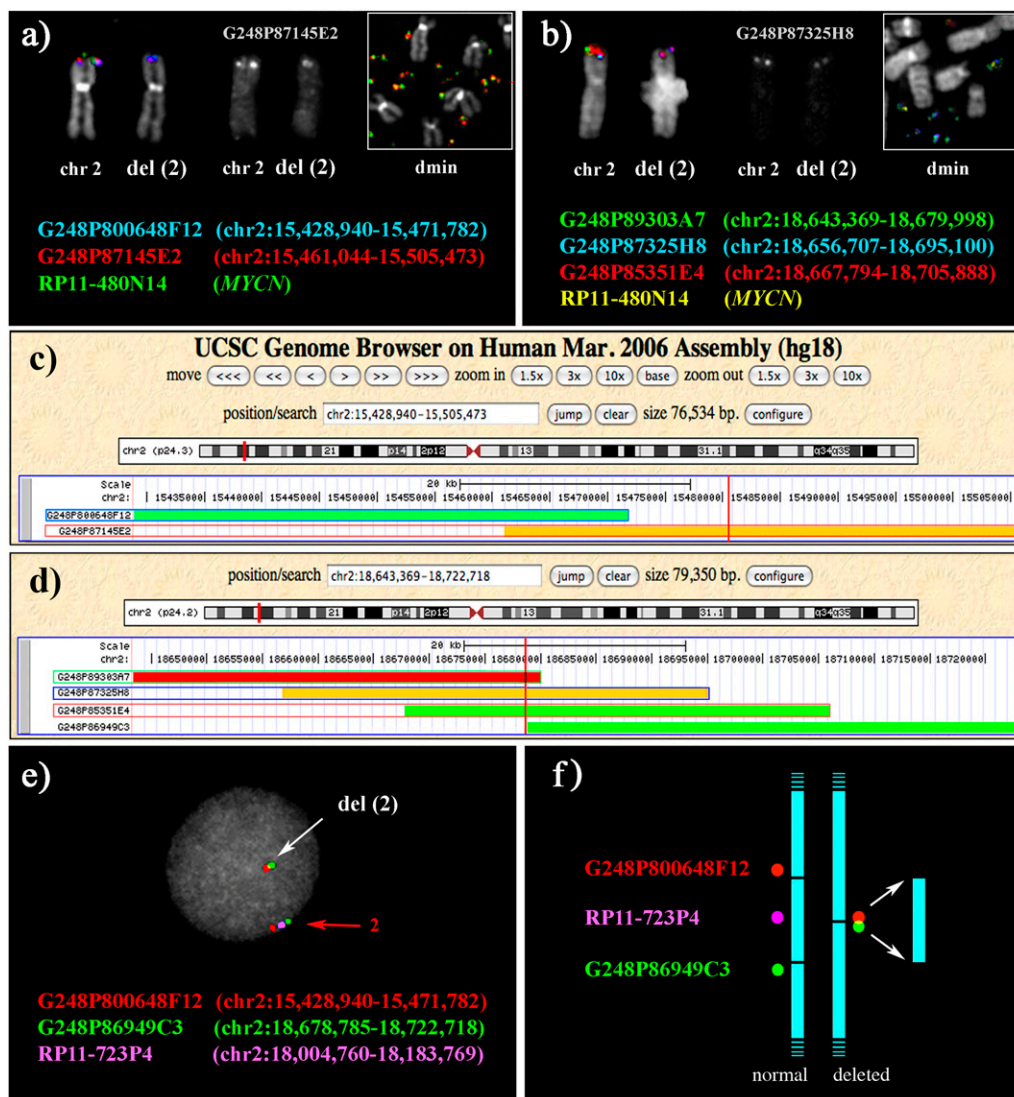 a)
G248P87145E2
chr 2 del (2) chr 2 del (2) dmin
G248P800648F12 (chr2:15,428,940-15,471,782)
G248P87145E2 (chr2:15,461,044-15,505,473)
RP11-480N14 (MYCN)
b)
G248P87325H8
chr 2 del (2) chr 2 del (2) dmin
G248P89303A7 (chr2:18,643,369-18,679,998)
G248P87325H8 (chr2:18,656,707-18,695,100)
G248P85351E4 (chr2:18,667,794-18,705,888)
RP11-480N14 (MYCN)
c)
UCSC Genome Browser on Human Mar. 2006 Assembly (hg18)
move <<< << < > >> >>> zoom in 1.5x 3x 10x base zoom out 1.5x 3x 10x
position/search chr2:15,428,940-15,505,473 jump clear size 76,534 bp. configure
chr2 (p24.3) 21 p14 2p12 13 31.1 q34 q35
Scale 20 kb
chr2: 15435000| 15440000| 15445000| 15450000| 15455000| 15460000| 15465000| 15470000| 15475000| 15480000| 15485000| 15490000| 15495000| 15500000| 15505000|
G248P800648F12
G248P87145E2
d)
position/search chr2:18,643,369-18,722,718 jump clear size 79,350 bp. configure
chr2 (p24.2) 21 p14 2p12 13 31.1 q34 q35
Scale 20 kb
chr2: 18650000| 18655000| 18660000| 18665000| 18670000| 18675000| 18680000| 18685000| 18690000| 18695000| 18700000| 18705000| 18710000| 18715000| 18720000|
G248P89303A7
G248P87325H8
G248P85351E4
G248P86949C3
e)
del (2)
2
G248P800648F12 (chr2:15,428,940-15,471,782)
G248P86949C3 (chr2:18,678,785-18,722,718)
RP11-723P4 (chr2:18,004,760-18,183,769)
f)
G248P800648F12
RP11-723P4
G248P86949C3
normal deleted